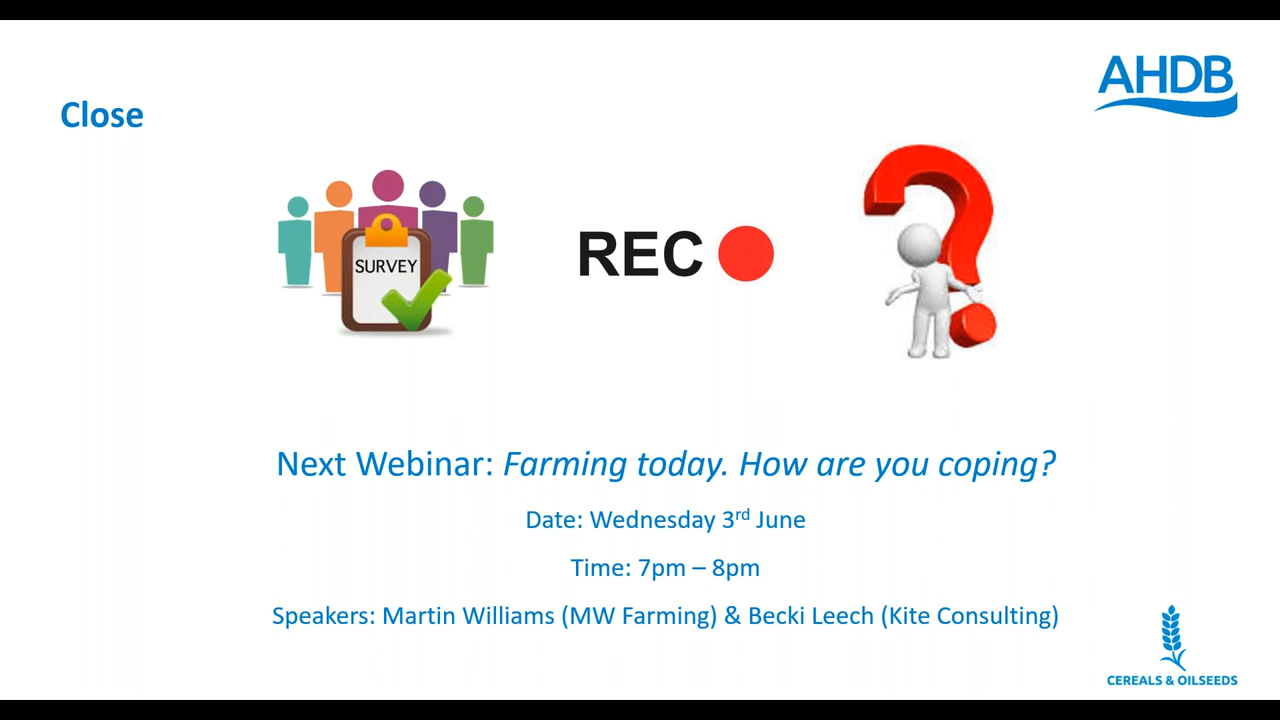 AHDB
Close
SURVEY
REC
Next Webinar: Farming today. How are you coping?
Date: Wednesday 3rd June
Time: 7pm – 8pm
Speakers: Martin Williams (MW Farming) & Becki Leech (Kite Consulting)
CEREALS & OILSEEDS